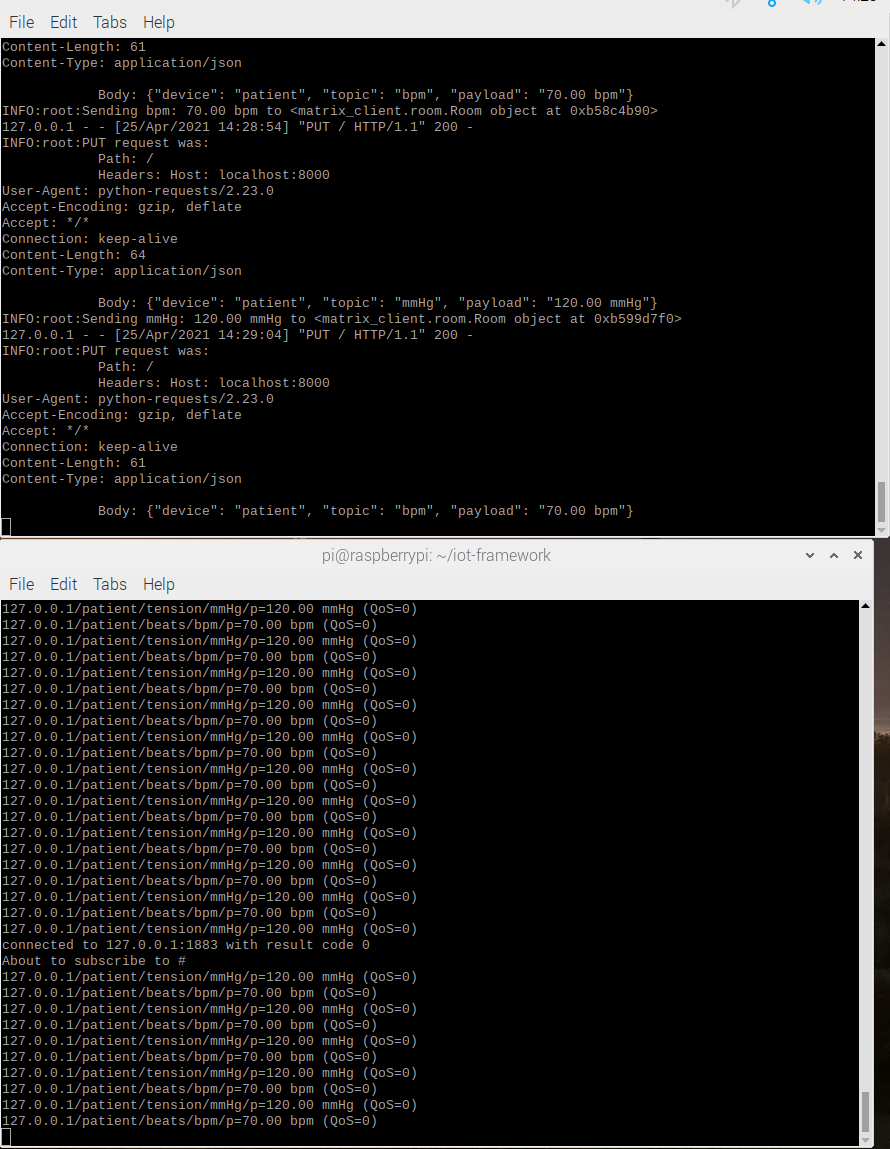 File Edit Tabs Help
Content-Length: 61
Content-Type: application/json
Body: {"device": "patient", "topic": "bpm", "payload": "70.00 bpm"}
INFO:root:Sending bpm: 70.00 bpm to <matrix_client.room.Room object at 0xb58c4b90>
127.0.0.1 - - [25/Apr/2021 14:28:54] "PUT / HTTP/1.1" 200 -
INFO:root:PUT request was:
Path: /
Headers: Host: localhost:8000
User-Agent: python-requests/2.23.0
Accept-Encoding: gzip, deflate
Accept: */*
Connection: keep-alive
Content-Length: 64
Content-Type: application/json
Body: {"device": "patient", "topic": "mmHg", "payload": "120.00 mmHg"}
INFO:root:Sending mmHg: 120.00 mmHg to <matrix_client.room.Room object at 0xb599d7f0>
127.0.0.1 - - [25/Apr/2021 14:29:04] "PUT / HTTP/1.1" 200 -
INFO:root:PUT request was:
Path: /
Headers: Host: localhost:8000
User-Agent: python-requests/2.23.0
Accept-Encoding: gzip, deflate
Accept: */*
Connection: keep-alive
Content-Length: 61
Content-Type: application/json
Body: {"device": "patient", "topic": "bpm", "payload": "70.00 bpm"}
pi@raspberrypi: ~/iot-framework
File Edit Tabs Help
127.0.0.1/patient/tension/mmHg/p=120.00 mmHg (QoS=0)
127.0.0.1/patient/beats/bpm/p=70.00 bpm (QoS=0)
127.0.0.1/patient/tension/mmHg/p=120.00 mmHg (QoS=0)
127.0.0.1/patient/beats/bpm/p=70.00 bpm (QoS=0)
127.0.0.1/patient/tension/mmHg/p=120.00 mmHg (QoS=0)
127.0.0.1/patient/beats/bpm/p=70.00 bpm (QoS=0)
127.0.0.1/patient/tension/mmHg/p=120.00 mmHg (QoS=0)
127.0.0.1/patient/beats/bpm/p=70.00 bpm (QoS=0)
127.0.0.1/patient/tension/mmHg/p=120.00 mmHg (QoS=0)
127.0.0.1/patient/beats/bpm/p=70.00 bpm (QoS=0)
127.0.0.1/patient/tension/mmHg/p=120.00 mmHg (QoS=0)
127.0.0.1/patient/beats/bpm/p=70.00 bpm (QoS=0)
127.0.0.1/patient/tension/mmHg/p=120.00 mmHg (QoS=0)
127.0.0.1/patient/beats/bpm/p=70.00 bpm (QoS=0)
127.0.0.1/patient/tension/mmHg/p=120.00 mmHg (QoS=0)
127.0.0.1/patient/beats/bpm/p=70.00 bpm (QoS=0)
127.0.0.1/patient/tension/mmHg/p=120.00 mmHg (QoS=0)
127.0.0.1/patient/beats/bpm/p=70.00 bpm (QoS=0)
127.0.0.1/patient/tension/mmHg/p=120.00 mmHg (QoS=0)
127.0.0.1/patient/beats/bpm/p=70.00 bpm (QoS=0)
127.0.0.1/patient/tension/mmHg/p=120.00 mmHg (QoS=0)
connected to 127.0.0.1:1883 with result code 0
About to subscribe to #
127.0.0.1/patient/tension/mmHg/p=120.00 mmHg (QoS=0)
127.0.0.1/patient/beats/bpm/p=70.00 bpm (QoS=0)
127.0.0.1/patient/tension/mmHg/p=120.00 mmHg (QoS=0)
127.0.0.1/patient/beats/bpm/p=70.00 bpm (QoS=0)
127.0.0.1/patient/tension/mmHg/p=120.00 mmHg (QoS=0)
127.0.0.1/patient/beats/bpm/p=70.00 bpm (QoS=0)
127.0.0.1/patient/tension/mmHg/p=120.00 mmHg (QoS=0)
127.0.0.1/patient/beats/bpm/p=70.00 bpm (QoS=0)
127.0.0.1/patient/tension/mmHg/p=120.00 mmHg (QoS=0)
127.0.0.1/patient/beats/bpm/p=70.00 bpm (QoS=0)